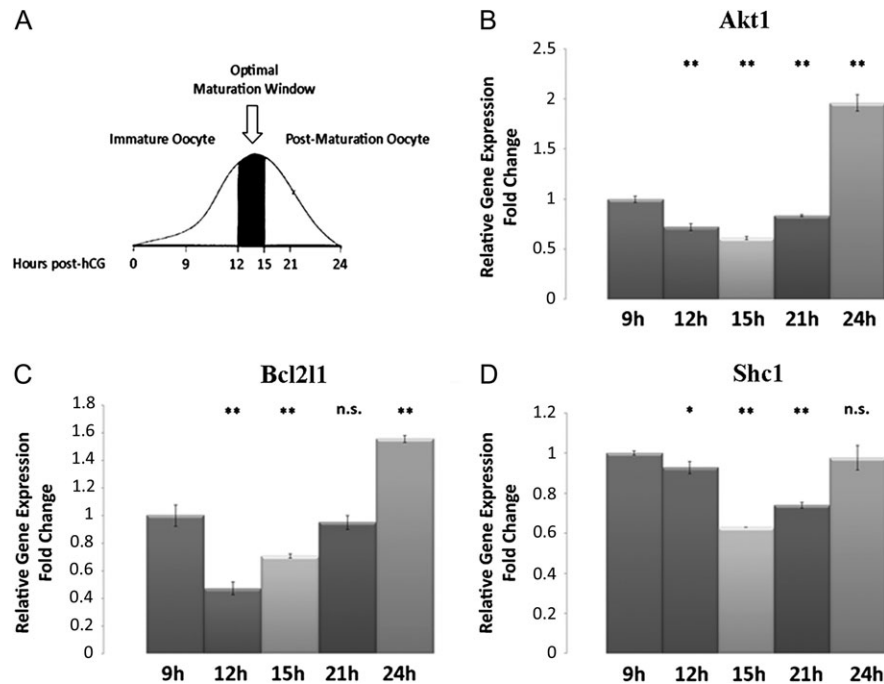 A
Optimal
Maturation Window
Immature Oocyte
Post-Maturation Oocyte
Hours post-hCG
0 9 12 15 21 24
B
Akt1
Relative Gene Expression
Fold Change
2.5
2
1.5
1
0.5
0
** ** ** **
9h 12h 15h 21h 24h
C
Bcl2l1
Relative Gene Expression
Fold Change
1.8
1.6
1.4
1.2
1
0.8
0.6
0.4
0.2
0
** ** n.s. **
9h 12h 15h 21h 24h
D
Shc1
Relative Gene Expression
Fold Change
1.2
1
0.8
0.6
0.4
0.2
0
* ** ** n.s.
9h 12h 15h 21h 24h